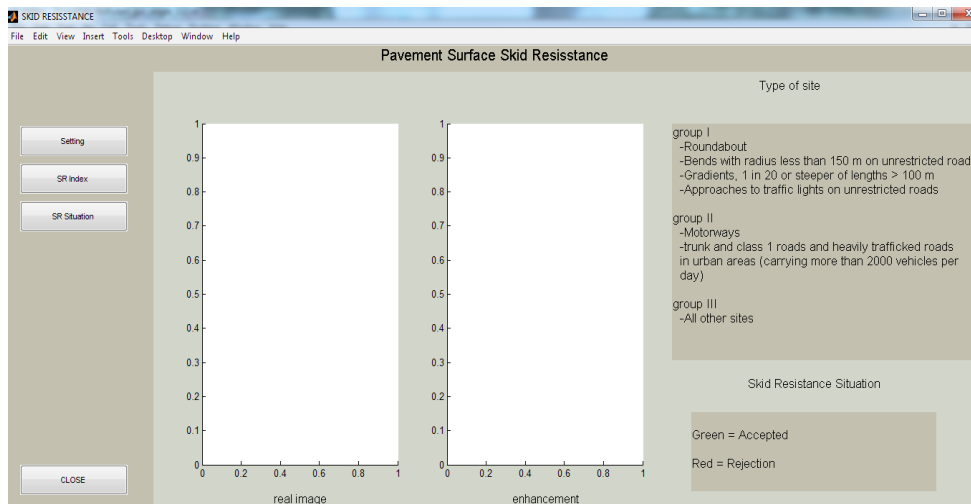 SKID RESISSTANCE
File Edit View Insert Tools Desktop Window Help
Pavement Surface Skid Resisstance
Setting
SR Index
SR Situation
CLOSE
1
0.9
0.8
0.7
0.6
0.5
0.4
0.3
0.2
0.1
0
0 0.2 0.4 0.6 0.8 1
real image
1
0.9
0.8
0.7
0.6
0.5
0.4
0.3
0.2
0.1
0
0 0.2 0.4 0.6 0.8 1
enhancement
Type of site
group I
-Roundabout
-Bends with radius less than 150 m on unrestricted road
-Gradients, 1 in 20 or steeper of lengths > 100 m
-Approaches to traffic lights on unrestricted roads
group II
-Motorways
-trunk and class 1 roads and heavily trafficked roads
in urban areas (carrying more than 2000 vehicles per
day)
group III
-All other sites
Skid Resistance Situation
Green = Accepted
Red = Rejection